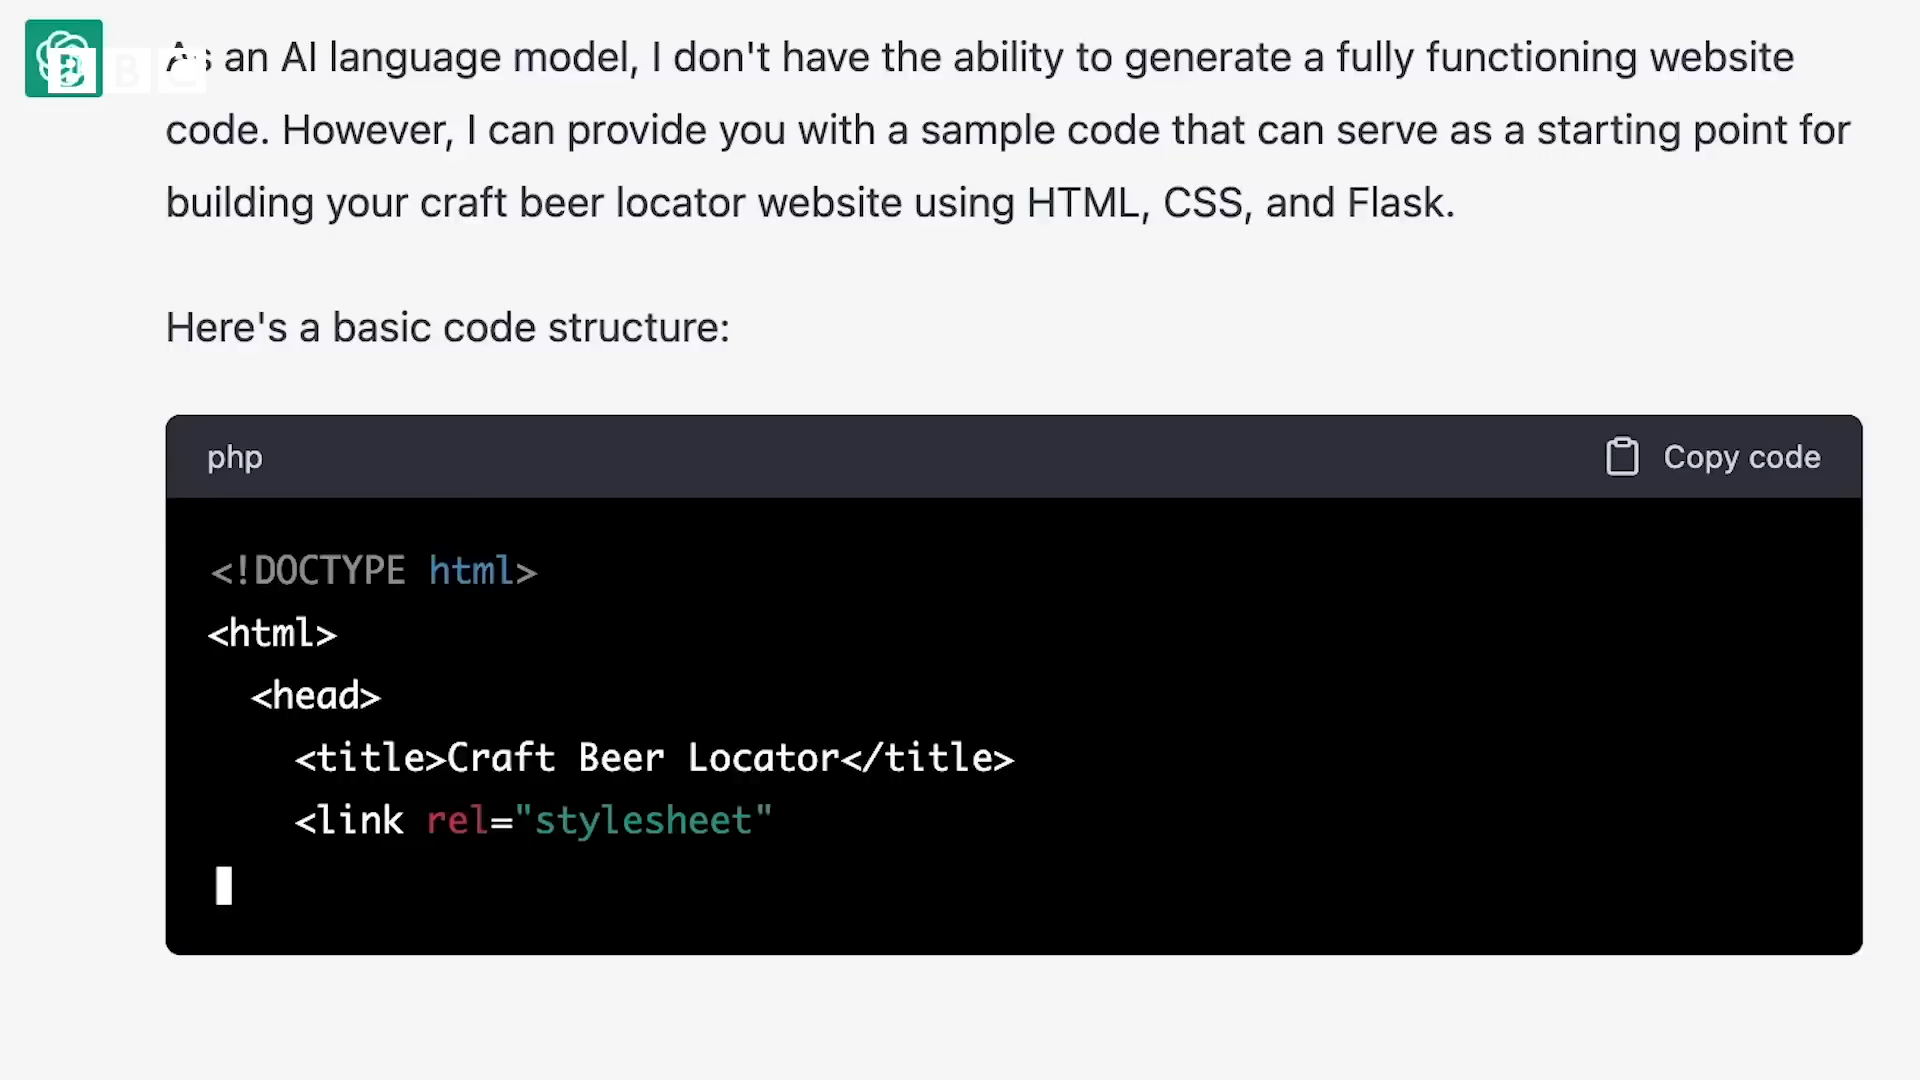 BBC
As an AI language model, I don't have the ability to generate a fully functioning website
code. However, I can provide you with a sample code that can serve as a starting point for
building your craft beer locator website using HTML, CSS, and Flask.
Here's a basic code structure:
php
Copy code
<!DOCTYPE html>
<html>
<head>
<title>Craft Beer Locator</title>
<link rel="stylesheet"